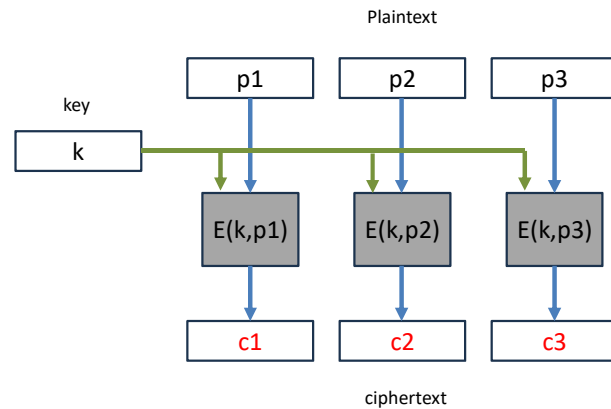 Plaintext
p1 p2 p3
key
k
E(k,p1) E(k,p2) E(k,p3)
c1 c2 c3
ciphertext